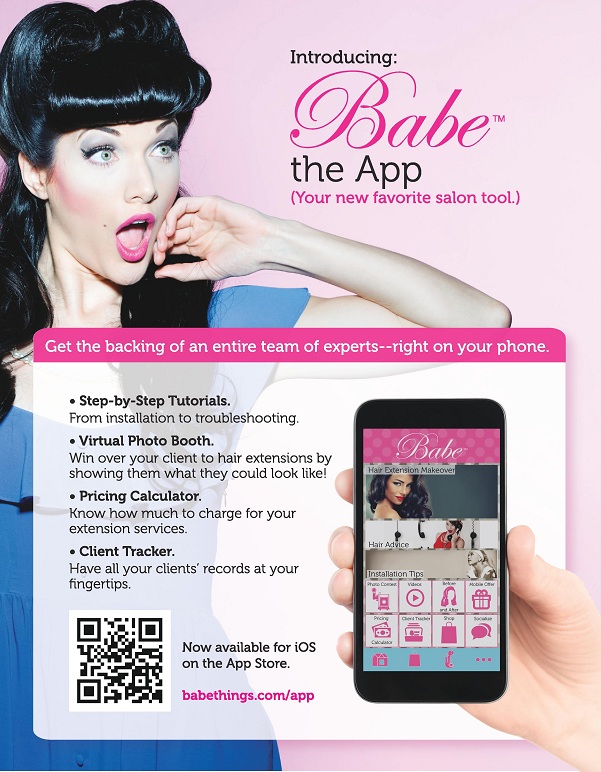 Introducing:
Babe™
the App
(Your new favorite salon tool.)
Get the backing of an entire team of experts--right on your phone.
• Step-by-Step Tutorials.
From installation to troubleshooting.
• Virtual Photo Booth.
Win over your client to hair extensions by
showing them what they could look like!
• Pricing Calculator.
Know how much to charge for your
extension services.
• Client Tracker.
Have all your clients' records at your
fingertips.
Now available for iOS
on the App Store.
babethings.com/app
Babe
Hair Extension Makeover
Hair Advice
Installation Tips
Photo Contest Videos Before and After Mobile Offer
Pricing Calculator Client Tracker Shop Socialize